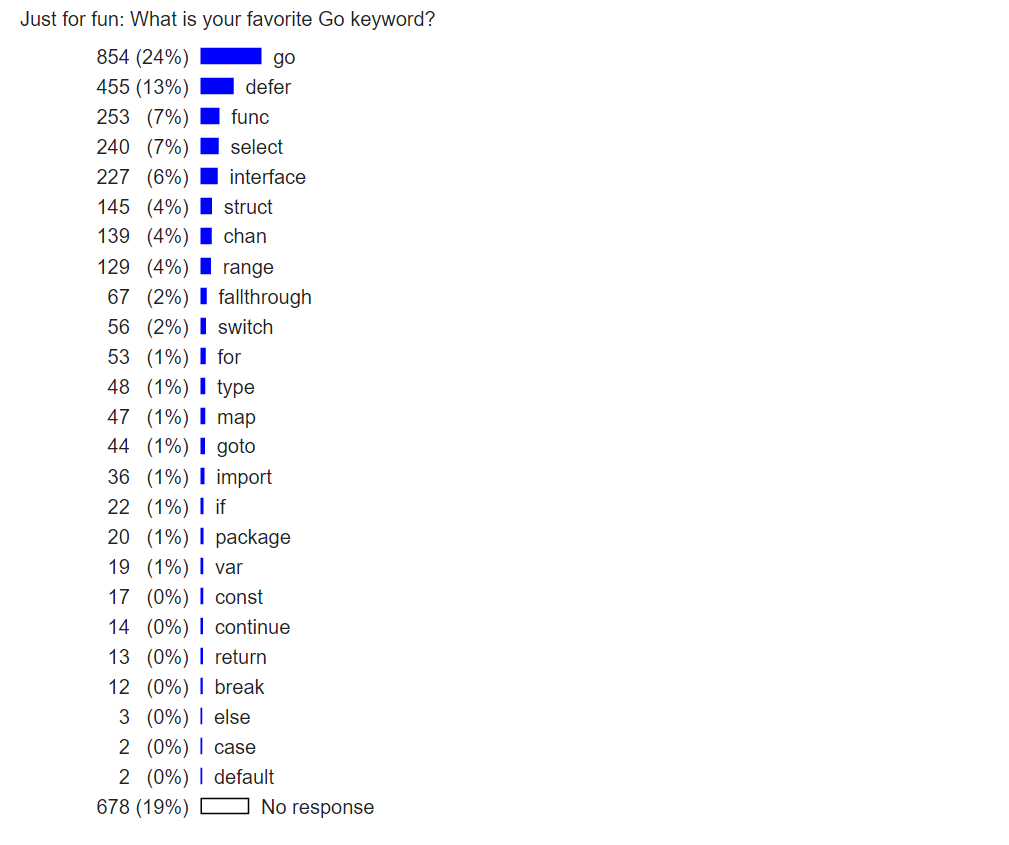 Just for fun: What is your favorite Go keyword?
854 (24%) go
455 (13%) defer
253 (7%) func
240 (7%) select
227 (6%) interface
145 (4%) struct
139 (4%) chan
129 (4%) range
67 (2%) fallthrough
56 (2%) switch
53 (1%) for
48 (1%) type
47 (1%) map
44 (1%) goto
36 (1%) import
22 (1%) if
20 (1%) package
19 (1%) var
17 (0%) const
14 (0%) continue
13 (0%) return
12 (0%) break
3 (0%) else
2 (0%) case
2 (0%) default
678 (19%) No response